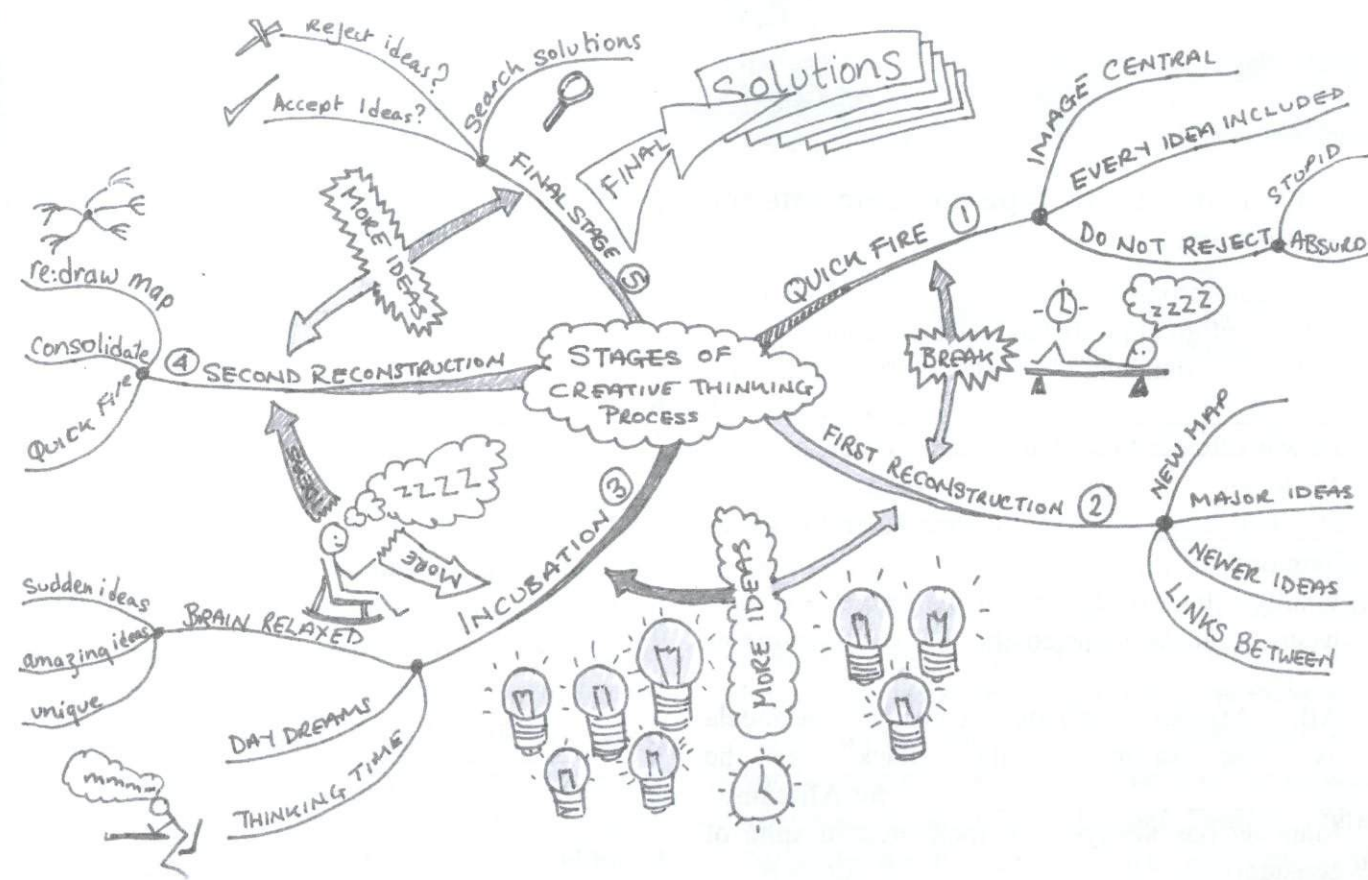 STAGES OF
CREATIVE THINKING
PROCESS
QUICK FIRE 1
IMAGE CENTRAL
EVERY IDEA INCLUDED
DO NOT REJECT
STUPID
ABSURD
BREAK
zzzz
FIRST RECONSTRUCTION 2
NEW MAP
MAJOR IDEAS
NEWER IDEAS
LINKS BETWEEN
MORE IDEAS
INCUBATION 3
BRAIN RELAXED
sudden ideas
amazing ideas
unique
DAY DREAMS
THINKING TIME
mmmm
zzzz
MORE
IDEAS
4 SECOND RECONSTRUCTION
re:draw map
Consolidate
QUICK FIRE
MORE IDEAS
FINAL STAGE 5
Reject ideas?
Accept Ideas?
Search solutions
FINAL
Solutions